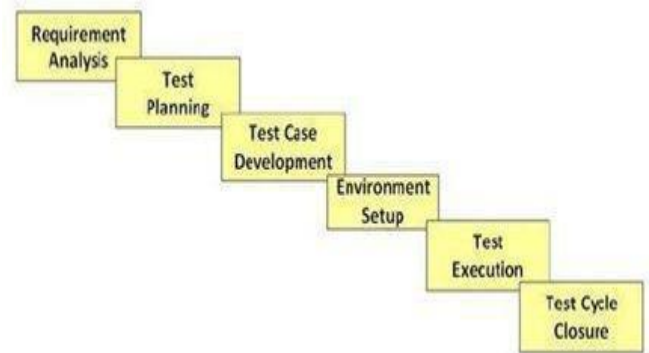 Requirement
Analysis
Test
Planning
Test Case
Development
Environment
Setup
Test
Execution
Test Cycle
Closure